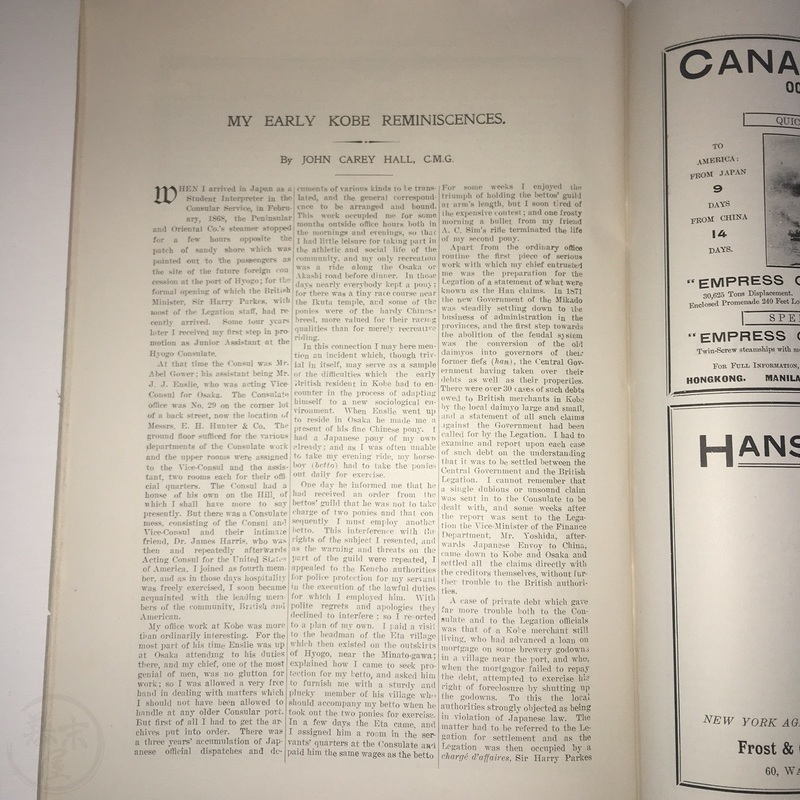 MY EARLY KOBE REMINISCENCES.
By JOHN CAREY HALL, C.M.G.
WHEN I arrived in Japan as a
Student Interpreter in the
Consular Service, in Febru-
ary, 1868, the Peninsular
and Oriental Co.'s steamer stopped
for a few hours opposite the
patch of sandy shore which was
pointed out to the passengers as
the site of the future foreign con
cession at the port of Hyogo; for the
formal opening of which the British
Minister, Sir Harry Parkes, with
most of the Legation staff, had re-
cently arrived. Some four years
later I received my first step in pro-
motion as Junior Assistant at the
Hyogo Consulate.
At that time the Consul was Mr.
Abel Gower; his assistant being Mr.
J. J. Enslie, who was acting Vice-
Consul for Osaka. The Consulate
office was No. 29 on the corner lot
of a back street, now the location of
Messrs. E. H. Hunter & Co. The
ground floor sufficed for the various
departments of the Consulate work
and the upper rooms were assigned
to the Vice-Consul and the assis-
tant, two rooms each for their offi
cial quarters. The Consul had a
house of his own on the Hill, of
which I shall have more to say
presently. But there was a Consulate
mess, consisting of the Consul and
Vice-Consul and their intimate
friend, Dr. James Harris, who was
then and repeatedly afterwards
Acting Consul for the United States
of America, I joined as fourth mem-
ber, and as in those days hospitality
was freely exercised, I soon became
acquainted with the leading mem-
bers of the community, British and
American.
My office work at Kobe was more
than ordinarily interesting. For the
most part of his time Enslie was up
at Osaka attending to his duties
there, and my chief, one of the most
genial of men, was no glutton for
work; so I was allowed a very free
hand in dealing with matters which
I should not have been allowed to
handle at any older Consular port.
But first of all I had to get the ar-
chives put into order. There was
a three years' accumulation of Jap-
anese official dispatches and do-
cuments of various kinds to be trans-
lated, and the general correspond-
ence to be arranged and bound.
This work occupied me for some
months outside office hours both in
the mornings and evenings, so that
I had little leisure for taking part in
the athletic and social life of the
community, and my only recreation
was a ride along the Osaka or
Akashi road before dinner. In those
days nearly everybody kept a pony;
for there was a tiny race course near
the Ikuta temple, and some of the
ponies were of the hardy Chinese
breed, more valued for their racing
qualities than for merely recreative
riding.
In this connection I may here men-
tion an incident, though triv-
ial in itself, may serve as a sample
of the difficulties which the early
British resident in Kobe had to en-
counter in the process of adapting
himself to a new sociological en-
vironment. When Enslie went up
to reside in Osaka he made me a
present of his fine Chinese pony. I
had a Japanese pony of my own
already; and as I was often unable
to take my evening ride, my horse-
boy (betto) had to take the ponies
out daily for exercise.
One day he informed me that he
had received an order from the
bettos' guild that he was not to take
charge of two ponies and that con-
sequently I must employ another
betto. This interference with the
rights of the subject I resented, and
as the warning and threats on the
part of the guild were repeated, I
appealed to the Kencho authorities
for police protection for my servant
in the execution of the lawful duties
for which I employed him. With
polite regrets and apologies they
declined to interfere; so I resorted
to a plan of my own. I paid a visit
to the headman of the Eta village
which then existed on the outskirts
of Hyogo, near the Minato-gawa;
explained how I came to seek pro-
tection for my betto, and asked him
to furnish me with a sturdy and
plucky member of his village who
should accompany my betto when he
took out the two ponies for exercise.
In a few days the Eta came, and
I assigned him a room in the ser-
vants' quarters at the Consulate and
paid him the same wages as the betto
For some weeks I enjoyed the
triumph of holding the bettos' guild
at arm's length, but I soon tired of
the expensive contest; and one frosty
morning a bullet from my friend
A. C. Sim's rifle terminated the life
of my second pony.
Apart from the ordinary office
routine the first piece of serious
work with which my chief entrusted
me was the preparation for the
Legation of a statement of what were
known as the Han claims. In 1871
the new Government of the Mikado
was steadily settling down to the
business of administration in the
provinces, and the first step towards
the abolition of the feudal system
was the conversion of the old
daimyos into governors of their
former fiefs (han), the Central Gov-
ernment having taken over their
debts as well as their properties.
There were over 30 cases of such debts
owed to British merchants in Kobe
by the local daimyo large and small,
and a statement of all such claims
against the Government had been
called for by the Legation. I had to
examine and report upon each case
of such debt on the understanding
that it was to be settled between the
Central Government and the British
Legation. I cannot remember that
a single dubious or unsound claim
was sent in to the Consulate to be
dealt with, and some weeks after
the report was sent to the Lega-
tion the Vice-Minister of the Finance
Department, Mr. Yoshida, after-
wards Japanese Envoy to China,
came down to Kobe and Osaka and
settled all the claims directly with
the creditors themselves, without fur-
ther trouble to the British authori-
ties.
A case of private debt which gave
far more trouble both to the Con-
sulate and to the Legation officials
was that of a Kobe merchant still
living, who had advanced a loan on
mortgage on some brewery godowns
in a village near the port, and who,
when the mortgagor failed to repay
the debt, attempted to exercise his
right of foreclosure by shutting up
the godowns. To this the local
authorities strongly objected as being
in violation of Japanese law. The
matter had to be referred to the Le-
gation for settlement and as the
Legation was then occupied by a
chargé d'affaires, Sir Harry Parkes
CANA
OC
QUIC
TO
AMERICA:
FROM JAPAN
9
DAYS
FROM CHINA
14
DAYS.
"EMPRESS O
30,625 Tons Displacement.
Enclosed Promenade 240 Feet Lo
SPE
"EMPRESS O
Twin-Screw steamships with m
FOR FULL INFORMATION,
HONGKONG. MANILA
HANS
NEW YORK AG
Frost &
60, WA